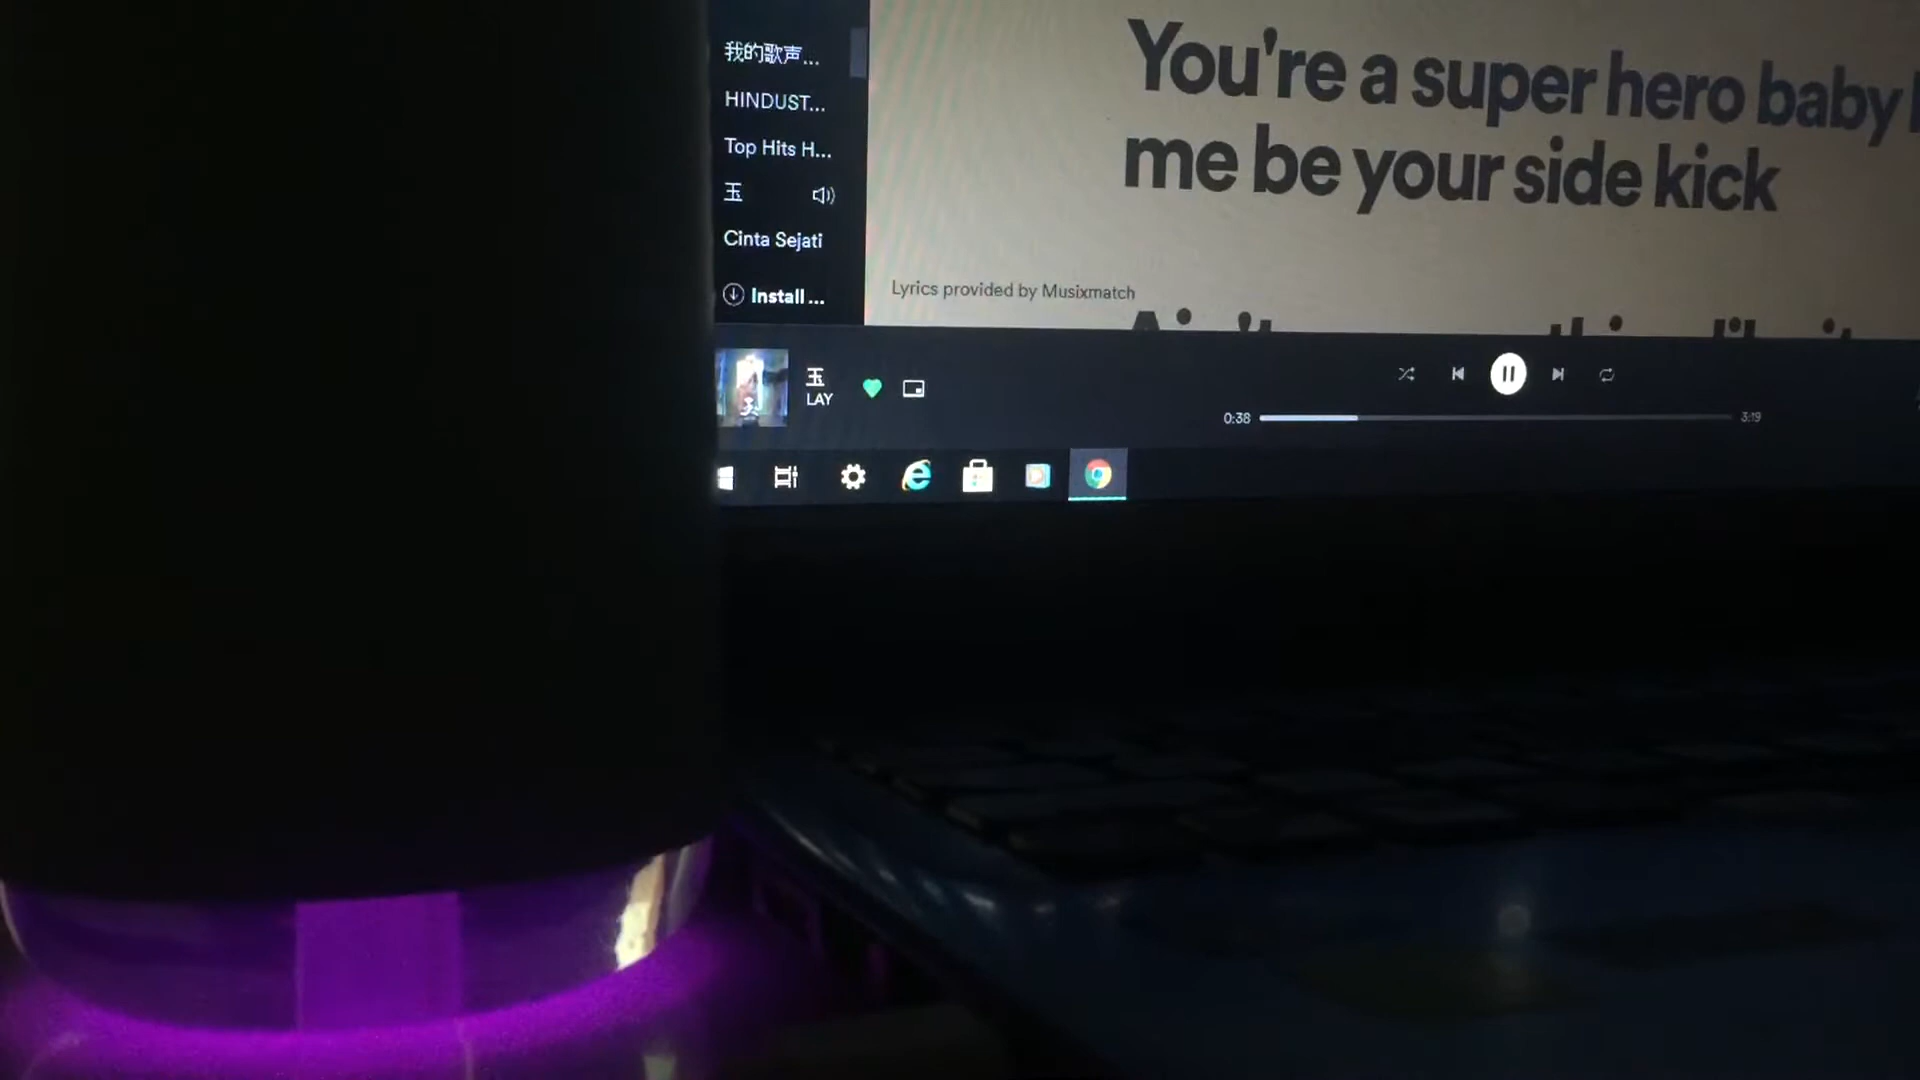 我的歌声...
HINDUST...
Top Hits H...
玉
Cinta Sejati
Install ...
You're a super hero baby
me be your side kick
Lyrics provided by Musixmatch
玉
LAY
0:38
3:19